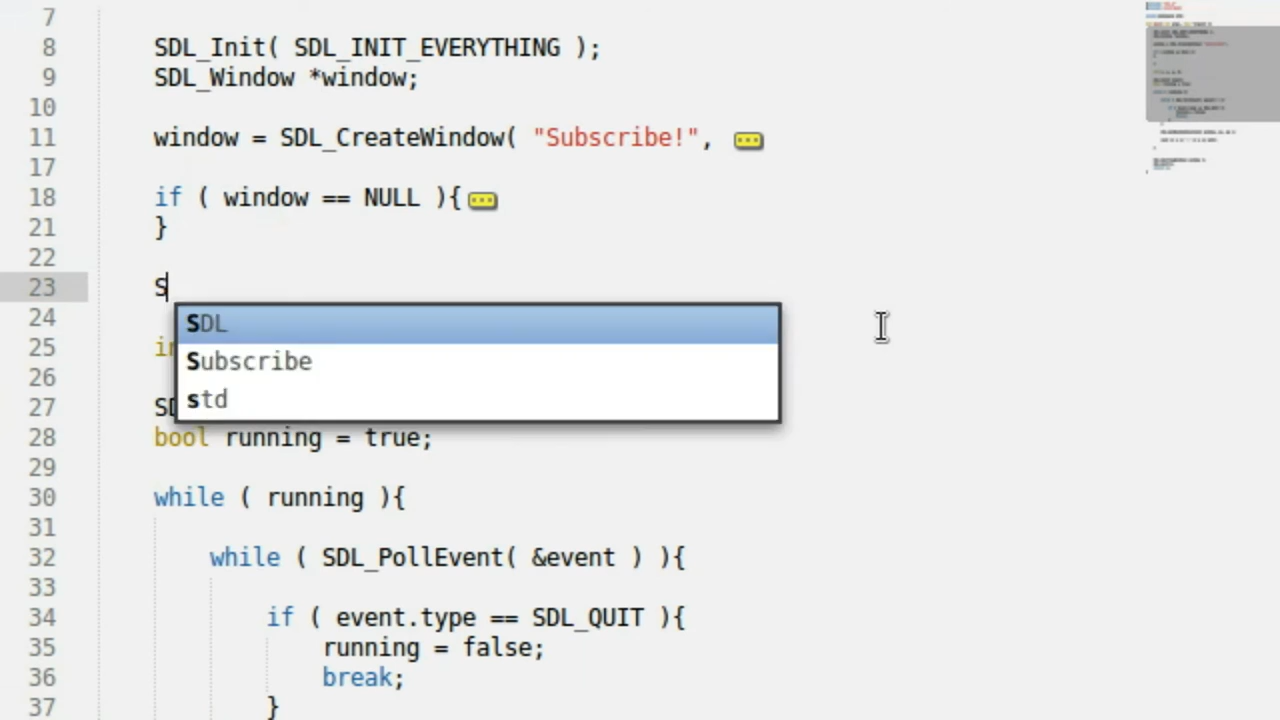 7
8 SDL_Init( SDL_INIT_EVERYTHING );
9 SDL_Window *window;
10
11 window = SDL_CreateWindow( "Subscribe!",
17
18 if ( window == NULL ){
21 }
22
23 S
SDL
24
Subscribe
25
26
std
27
28 bool running = true;
29
30 while ( running ){
31
32 while ( SDL_PollEvent( &event ) ){
33
34 if ( event.type == SDL_QUIT ){
35 running = false;
36 break;
37 }